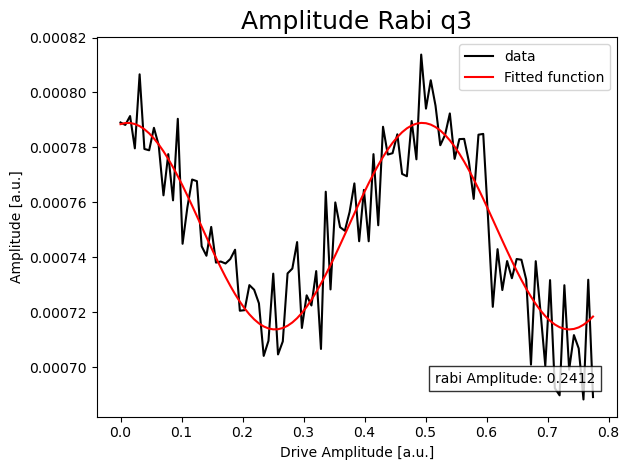 Amplitude Rabi q3
data
Fitted function
Amplitude [a.u.]
0.00082
0.00080
0.00078
0.00076
0.00074
0.00072
0.00070
rabi Amplitude: 0.2412
0.0 0.1 0.2 0.3 0.4 0.5 0.6 0.7 0.8
Drive Amplitude [a.u.]